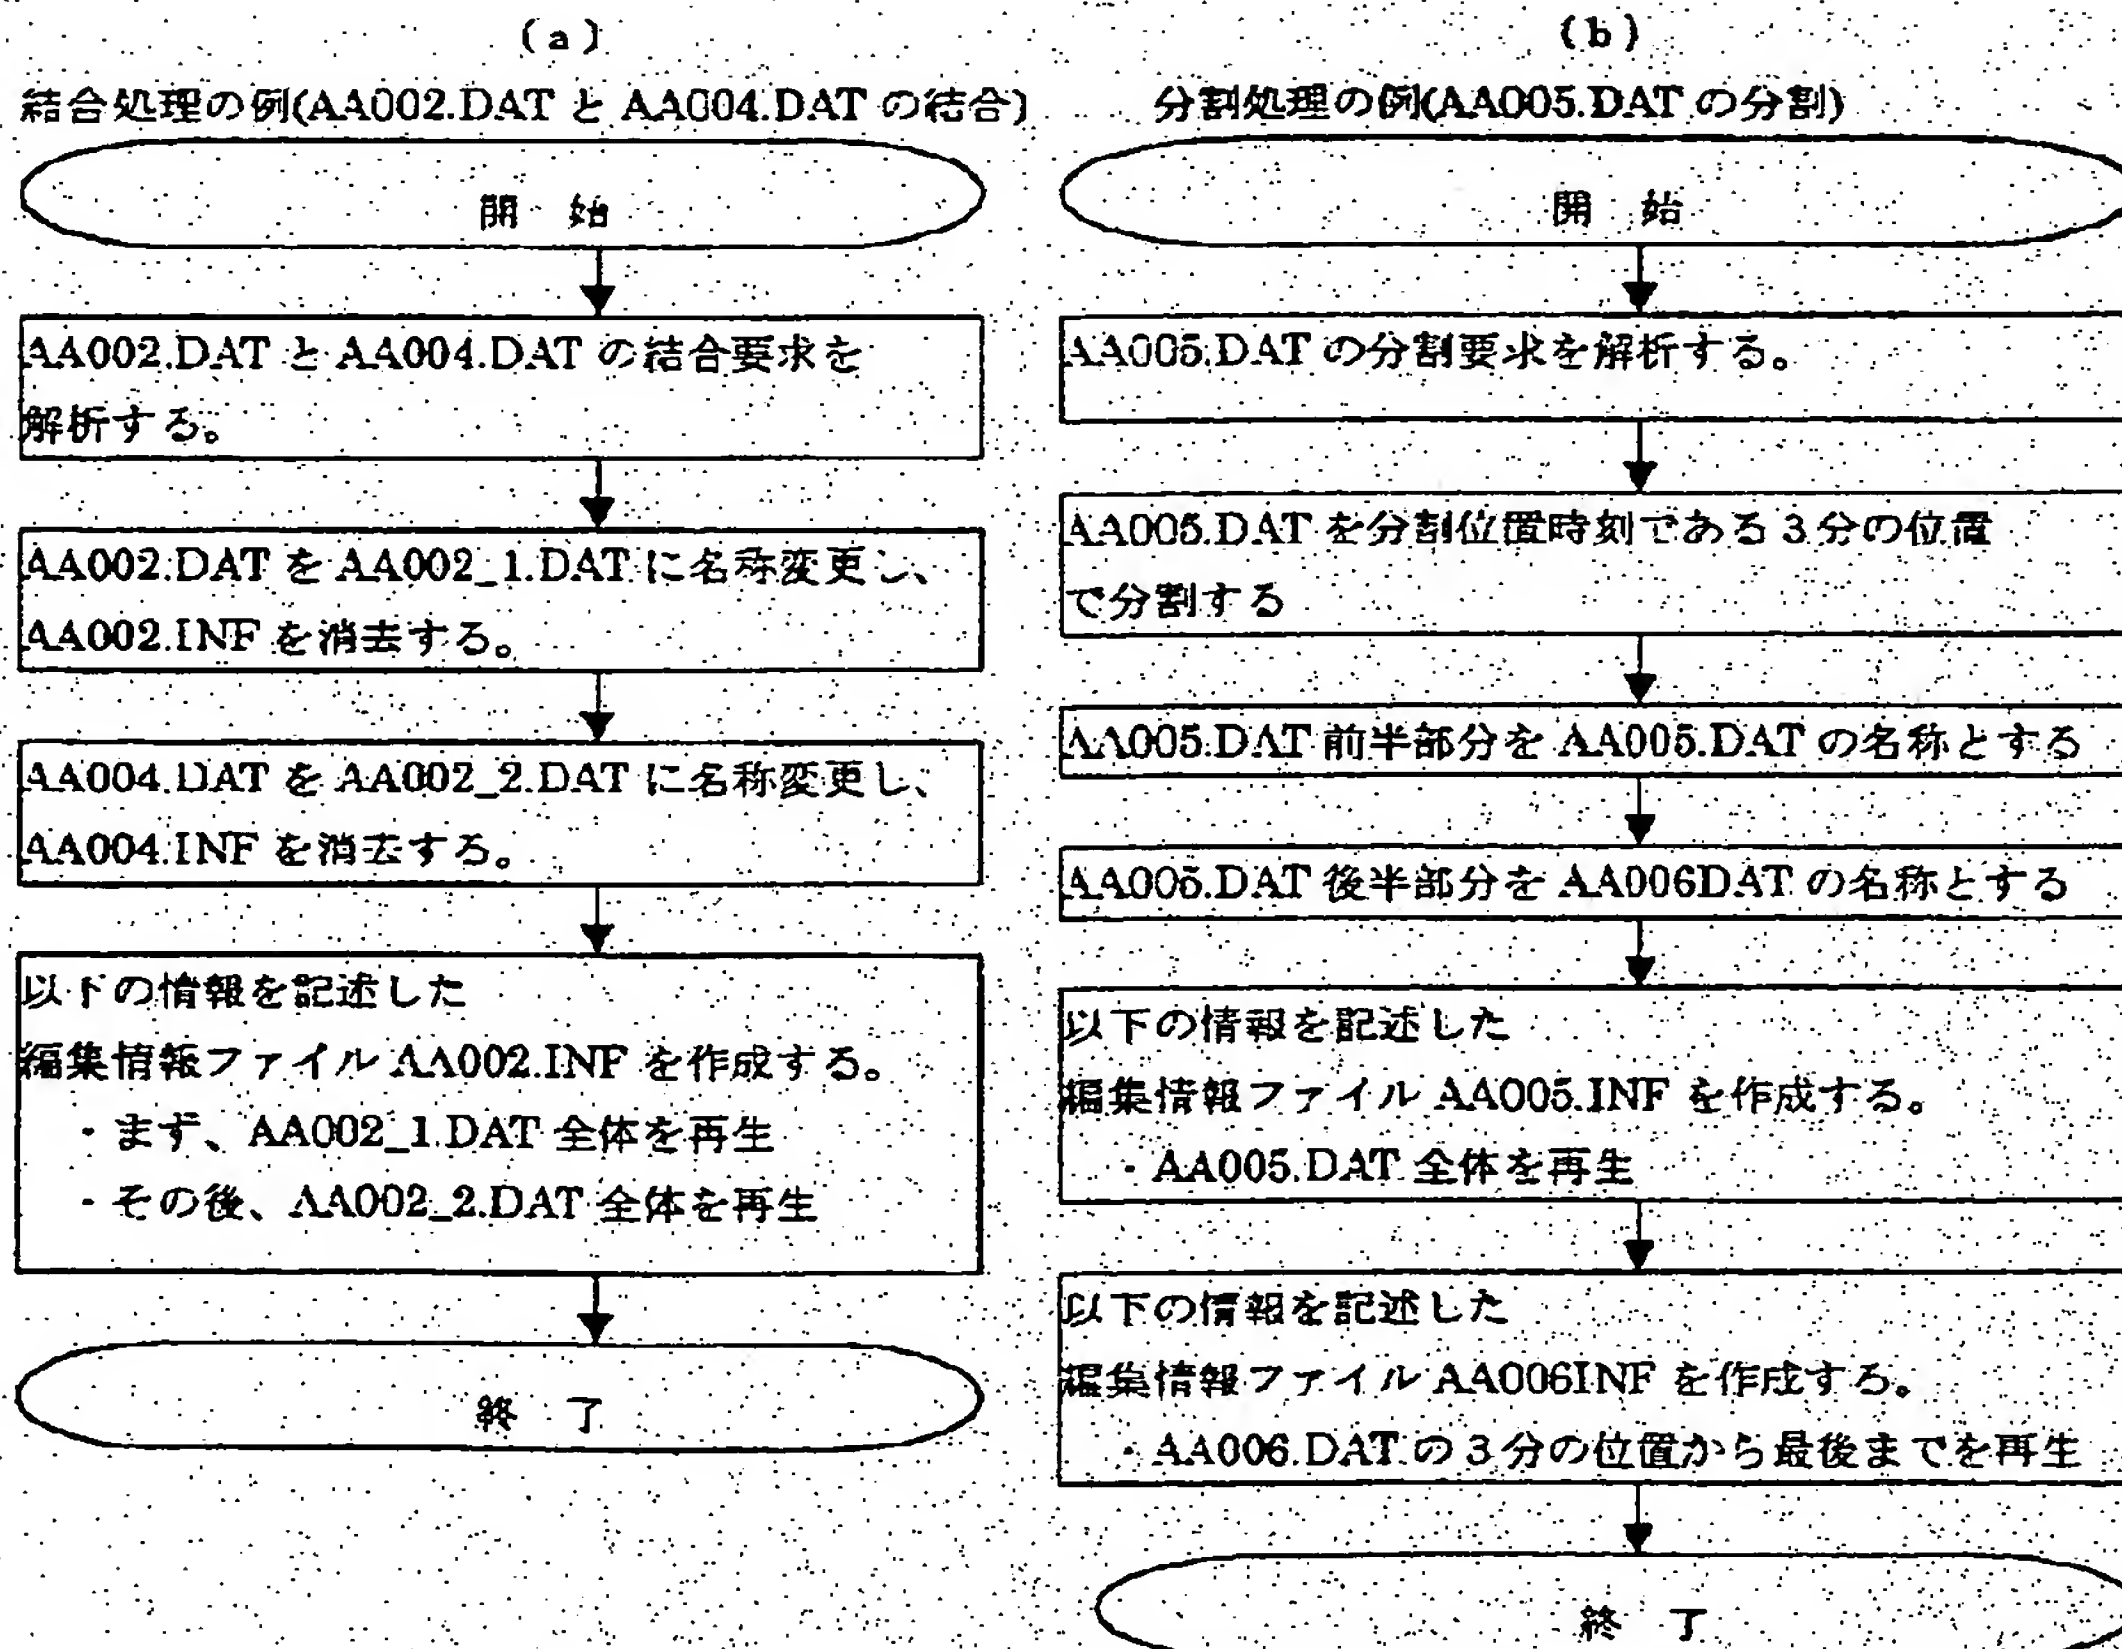 (a)
結合処理の例(AA002.DAT と AA004.DAT の結合)
開 始
AA002.DAT と AA004.DAT の結合要求を
解析する。
AA002.DAT を AA002_1.DAT に名称変更し、
AA002.INF を消去する。
AA004.DAT を AA002_2.DAT に名称変更し、
AA004.INF を消去する。
以下の情報を記述した
編集情報ファイル AA002.INF を作成する。
・まず、AA002_1.DAT 全体を再生
・その後、AA002_2.DAT 全体を再生
終 了
(b)
分割処理の例(AA005.DAT の分割)
開 始
AA005.DAT の分割要求を解析する。
AA005.DAT を分割位置時刻である 3 分の位置
で分割する
AA005.DAT 前半部分を AA005.DAT の名称とする
AA005.DAT 後半部分を AA006DAT の名称とする
以下の情報を記述した
編集情報ファイル AA005.INF を作成する。
・AA005.DAT 全体を再生
以下の情報を記述した
編集情報ファイル AA006INF を作成する。
・AA006.DAT の 3 分の位置から最後までを再生
終 了